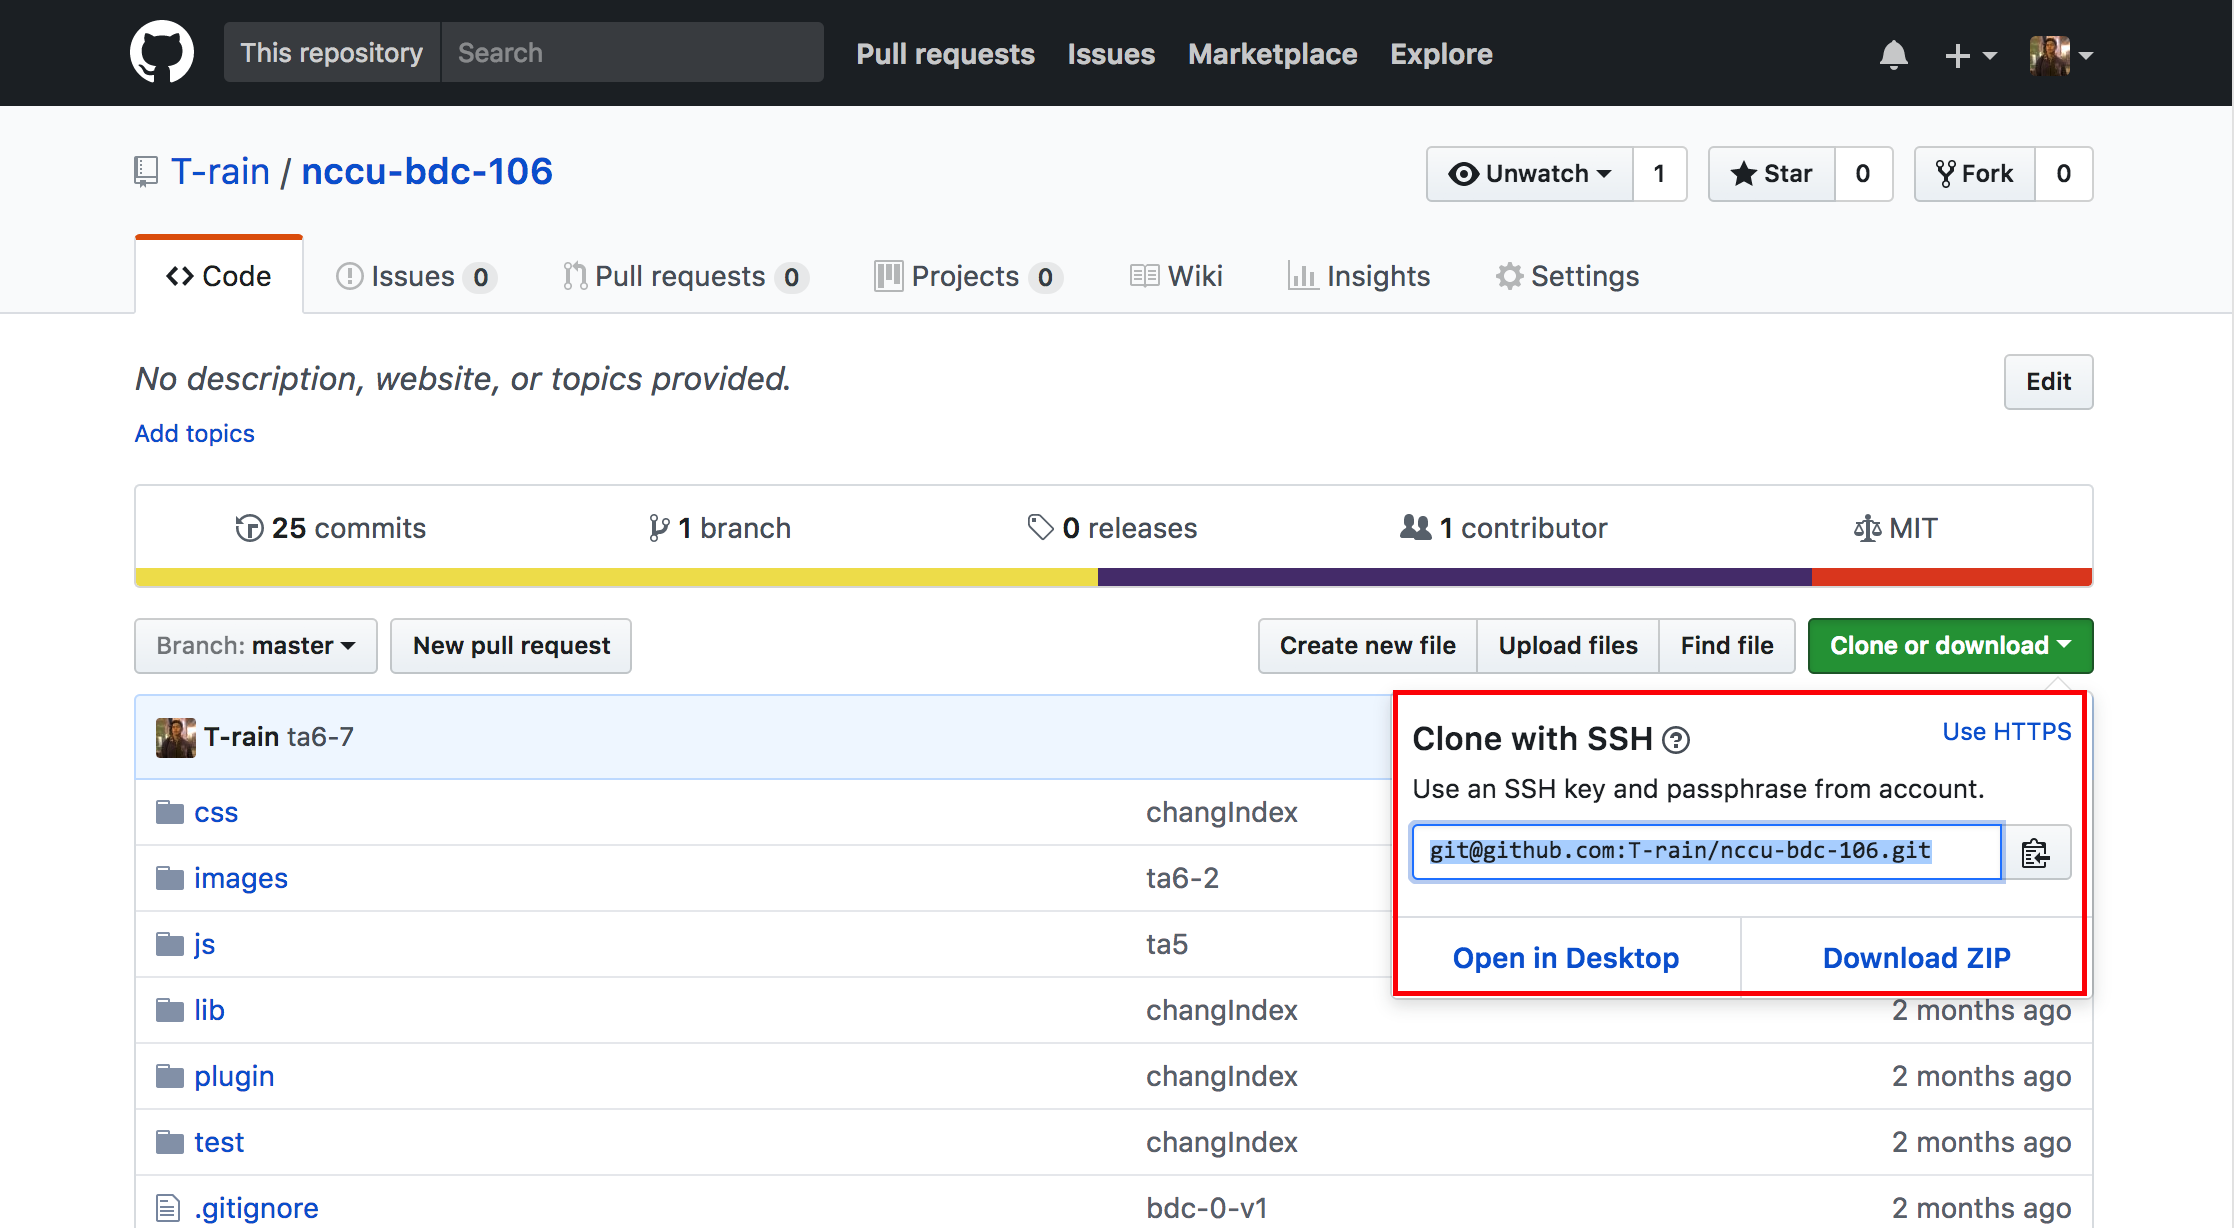 This repository Search Pull requests Issues Marketplace Explore
T-rain / nccu-bdc-106 Unwatch 1 Star 0 Fork 0
Code Issues 0 Pull requests 0 Projects 0 Wiki Insights Settings
No description, website, or topics provided. Edit
Add topics
25 commits 1 branch 0 releases 1 contributor MIT
Branch: master New pull request Create new file Upload files Find file Clone or download
T-rain ta6-7
Clone with SSH Use HTTPS
Use an SSH key and passphrase from account.
git@github.com:T-rain/nccu-bdc-106.git
Open in Desktop Download ZIP
css changIndex
images ta6-2
js ta5
lib changIndex 2 months ago
plugin changIndex 2 months ago
test changIndex 2 months ago
.gitignore bdc-0-v1 2 months ago